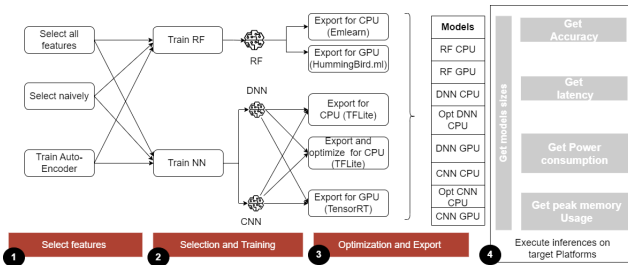 Select all
features
Select naively
Train Auto-
Encoder
Train RF
Train NN
RF
DNN
CNN
Export for CPU
(Emlearn)
Export for GPU
(HummingBird.ml)
Export for
CPU (TFLite)
Export and
optimize for CPU
(TFLite)
Export for GPU
(TensorRT)
Models
RF CPU
RF GPU
DNN CPU
Opt DNN
CPU
DNN GPU
CNN CPU
Opt CNN
CPU
CNN GPU
Get models sizes
Get
Accuracy
Get
latency
Get Power
consumption
Get peak memory
Usage
1
Select features
2
Selection and Training
3
Optimization and Export
4
Execute inferences on
target Platforms